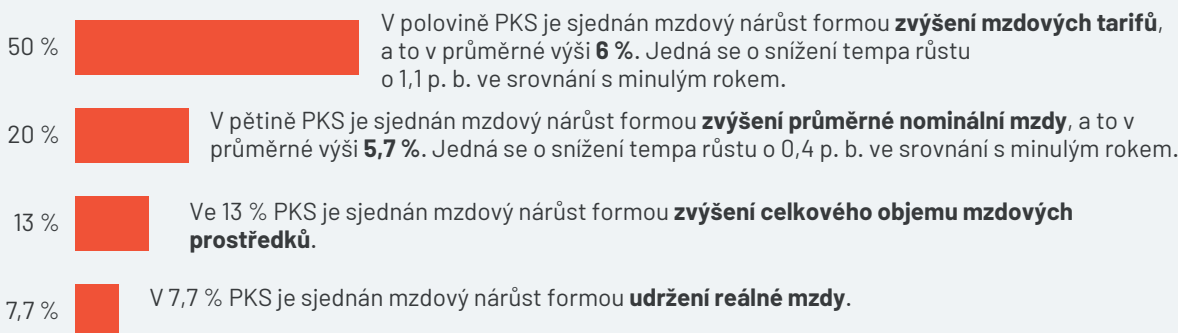 50 %
V polovině PKS je sjednán mzdový nárůst formou zvýšení mzdových tarifů,
a to v průměrné výši 6 %. Jedná se o snížení tempa růstu
o 1,1 p. b. ve srovnání s minulým rokem.
20 %
V pětině PKS je sjednán mzdový nárůst formou zvýšení průměrné nominální mzdy, a to v
průměrné výši 5,7 %. Jedná se o snížení tempa růstu o 0,4 p. b. ve srovnání s minulým rokem.
13 %
Ve 13 % PKS je sjednán mzdový nárůst formou zvýšení celkového objemu mzdových
prostředků.
7,7 %
V 7,7 % PKS je sjednán mzdový nárůst formou udržení reálné mzdy.